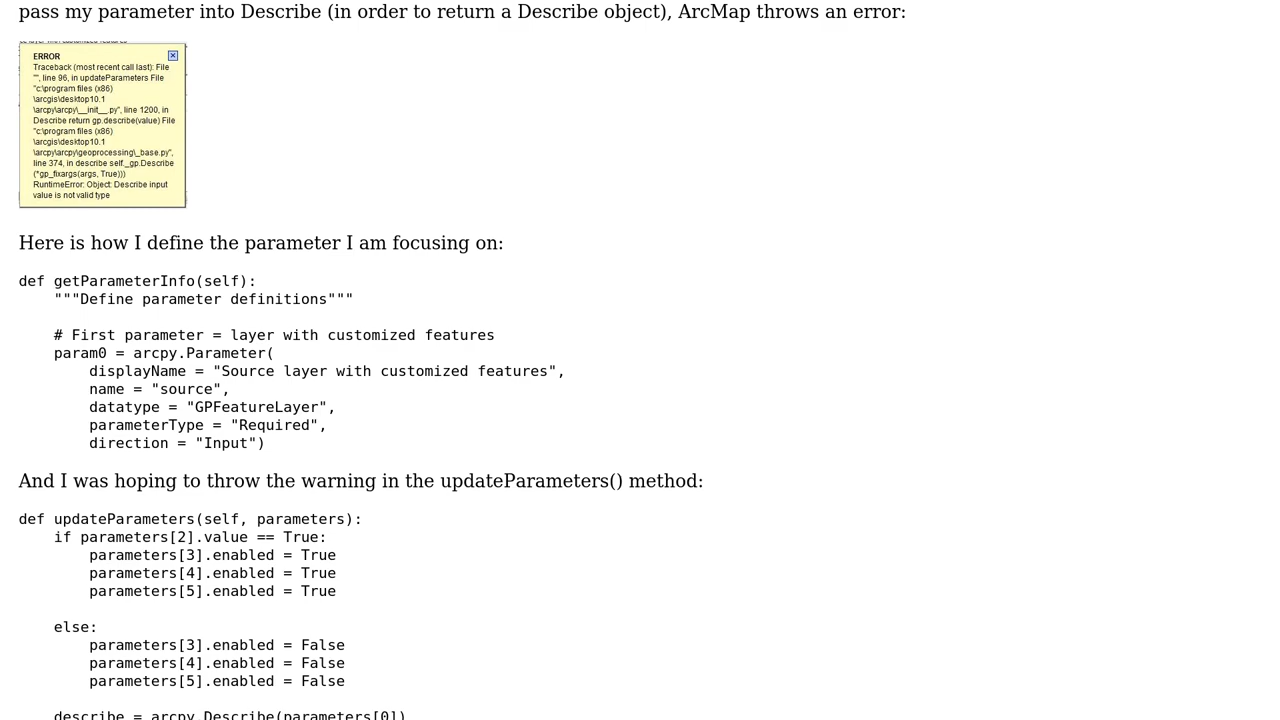 pass my parameter into Describe (in order to return a Describe object), ArcMap throws an error:
ERROR
Traceback (most recent call last): File
"", line 96, in updateParameters File
"c:\program files (x86)
\arcgis\desktop10.1
\arcpy\arcpy\__init__.py", line 1200, in
Describe return gp.describe(value) File
"c:\program files (x86)
\arcgis\desktop10.1
\arcpy\arcpy\geoprocessing\_base.py",
line 374, in describe self._gp.Describe
(*gp_fixargs(args, True)))
RuntimeError: Object: Describe input
value is not valid type
Here is how I define the parameter I am focusing on:
def getParameterInfo(self):
    """Define parameter definitions"""
    # First parameter = layer with customized features
    param0 = arcpy.Parameter(
        displayName = "Source layer with customized features",
        name = "source",
        datatype = "GPFeatureLayer",
        parameterType = "Required",
        direction = "Input")
And I was hoping to throw the warning in the updateParameters() method:
def updateParameters(self, parameters):
    if parameters[2].value == True:
        parameters[3].enabled = True
        parameters[4].enabled = True
        parameters[5].enabled = True
    else:
        parameters[3].enabled = False
        parameters[4].enabled = False
        parameters[5].enabled = False
    describe = arcpy.Describe(parameters[0])